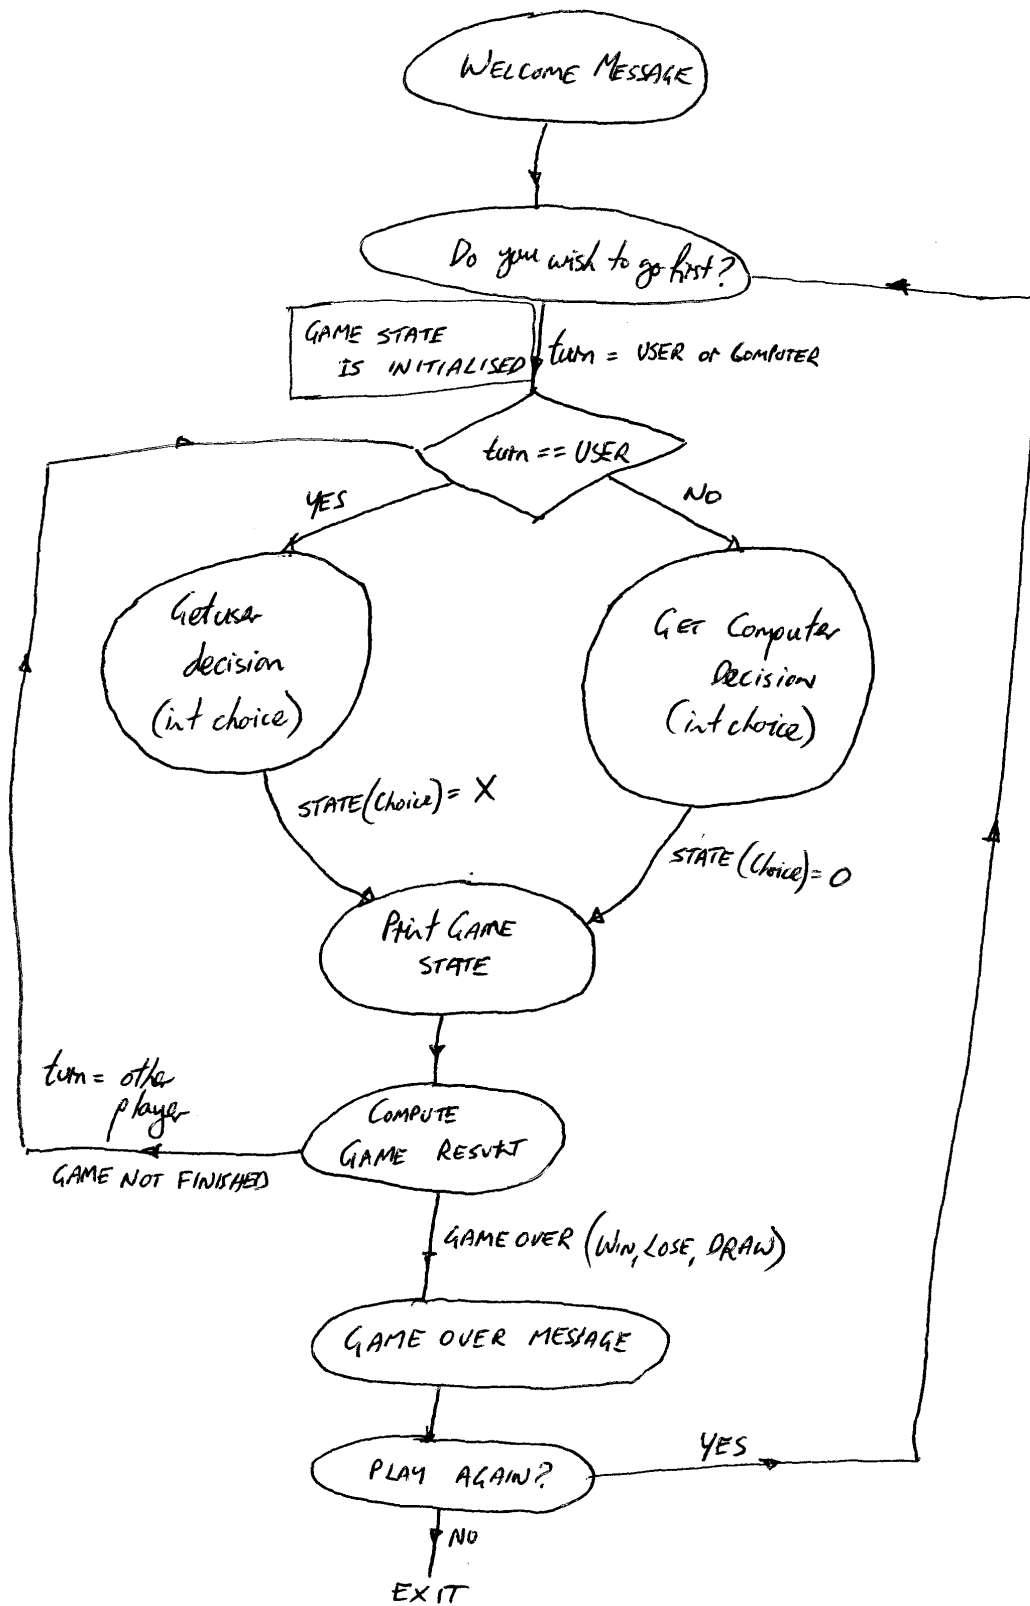 WELCOME MESSAGE
Do you wish to go first?
GAME STATE
IS INITIALISED
turn = USER or COMPUTER
turn == USER
YES
NO
Get user
decision
(int choice)
GET Computer
Decision
(int choice)
STATE(Choice) = X
STATE(Choice) = O
Print GAME
STATE
turn = other
player
GAME NOT FINISHED
COMPUTE
GAME RESULT
GAME OVER (WIN, LOSE, DRAW)
GAME OVER MESSAGE
PLAY AGAIN?
YES
NO
EXIT